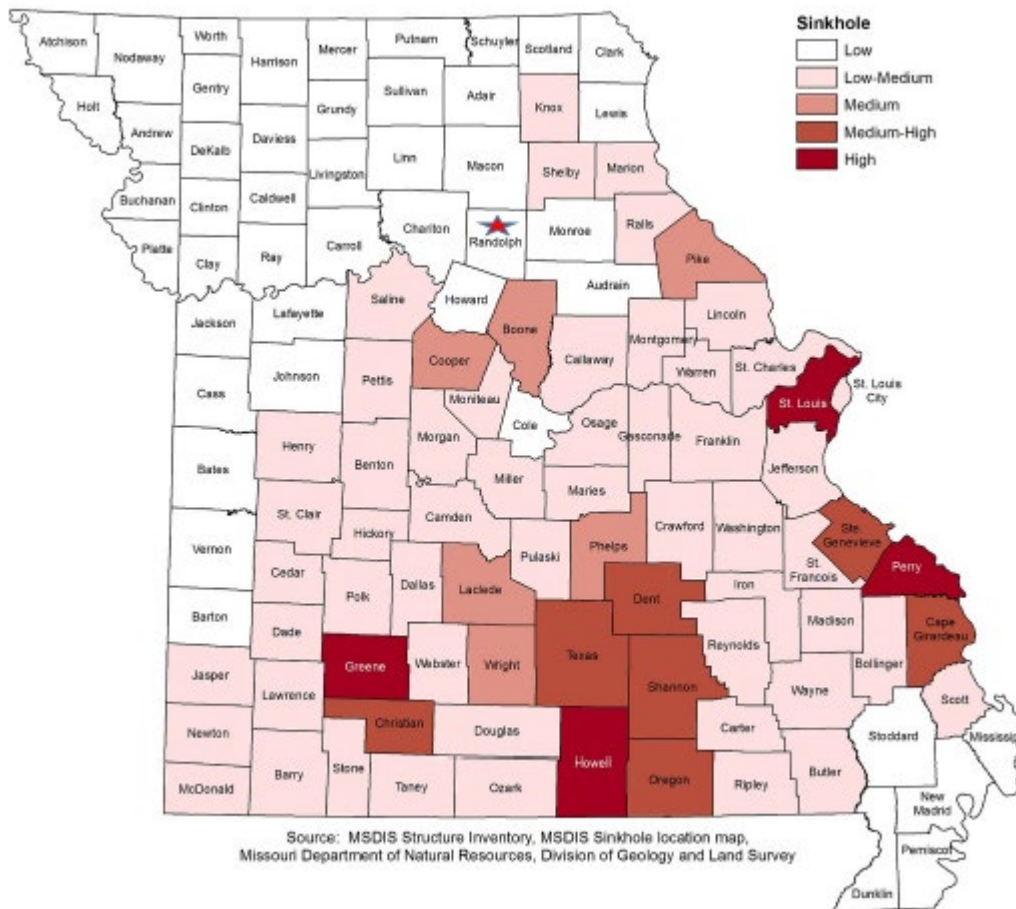 Sinkhole
Low
Low-Medium
Medium
Medium-High
High
Atchison
Nodaway
Worth
Harrison
Mercer
Putnam
Schuyler
Scotland
Clark
Holt
Gentry
Sullivan
Adair
Knox
Lewis
Andrew
DeKalb
Daviess
Grundy
Linn
Macon
Shelby
Marion
Buchanan
Clinton
Caldwell
Livingston
Platte
Clay
Ray
Carroll
Chariton
Randolph
Monroe
Ralls
Pike
Audrain
Jackson
Lafayette
Saline
Howard
Boone
Callaway
Montgomery
Lincoln
Warren
St. Charles
St. Louis
City
St. Louis
Cass
Johnson
Pettis
Cooper
Moniteau
Cole
Osage
Gasconade
Franklin
Jefferson
Bates
Henry
Benton
Morgan
Miller
Maries
St. Clair
Hickory
Camden
Pulaski
Phelps
Crawford
Washington
St.
Francois
Ste.
Genevieve
Perry
Vernon
Cedar
Polk
Dallas
Laclede
Dent
Iron
Madison
Cape
Girardeau
Barton
Dade
Greene
Webster
Wright
Texas
Shannon
Reynolds
Wayne
Bollinger
Scott
Jasper
Lawrence
Christian
Douglas
Howell
Carter
Stoddard
Mississip
Newton
McDonald
Barry
Stone
Taney
Ozark
Oregon
Ripley
Butler
New
Madrid
Pemiscot
Dunklin
Source: MSDIS Structure Inventory, MSDIS Sinkhole location map,
Missouri Department of Natural Resources, Division of Geology and Land Survey